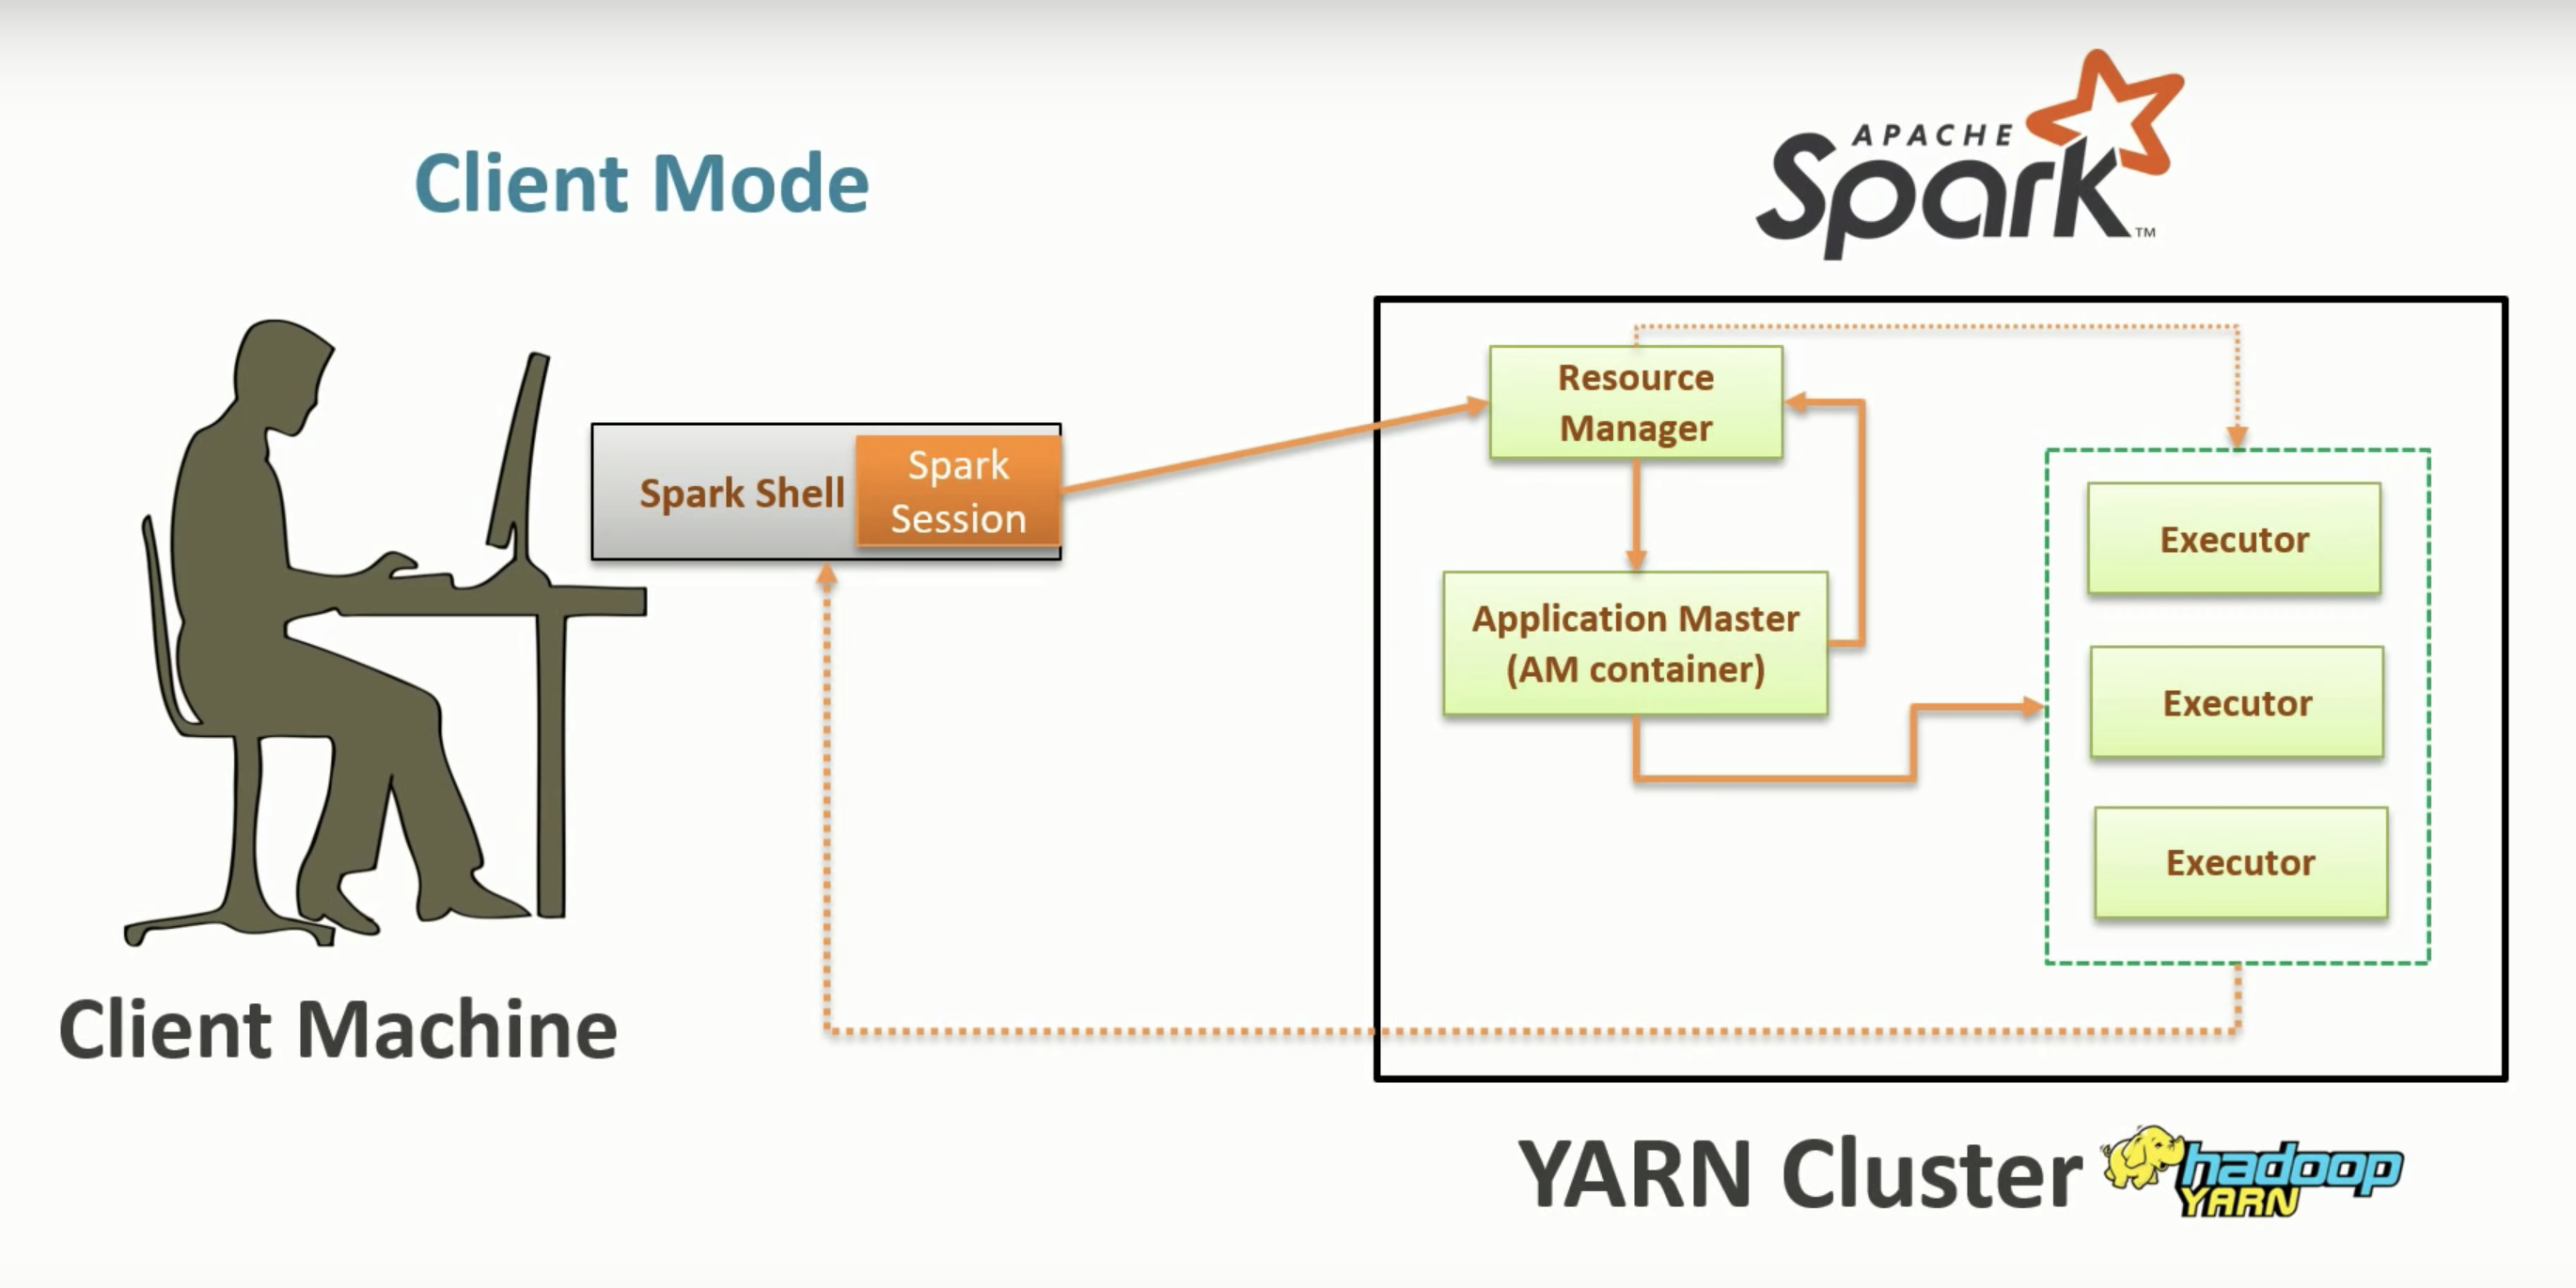 Client Mode
APACHE
Spark™
Spark Shell
Spark
Session
Resource
Manager
Application Master
(AM container)
Executor
Executor
Executor
Client Machine
YARN Cluster
hadoop
YARN